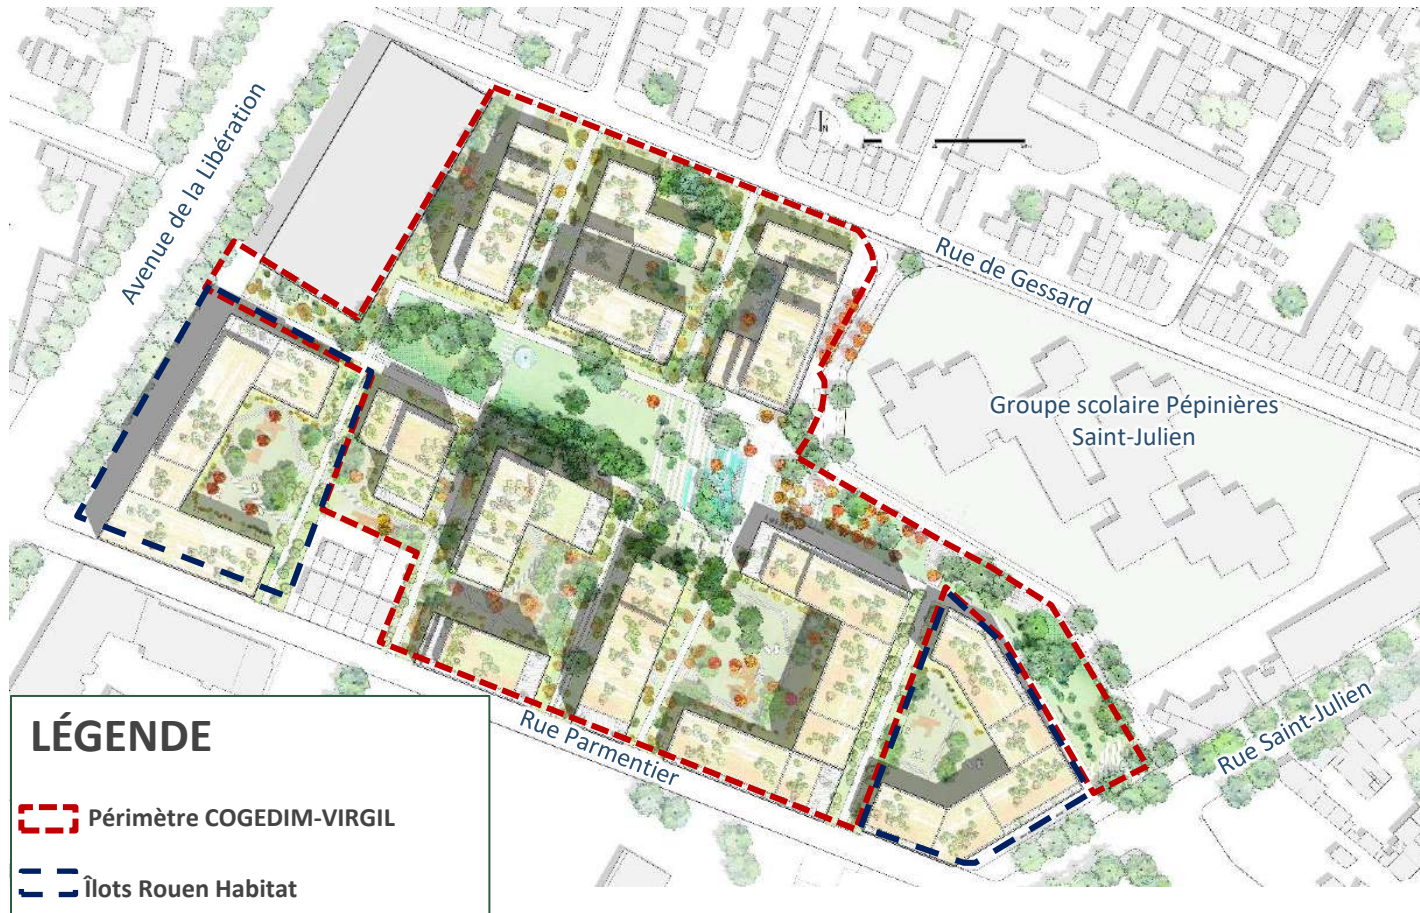 Avenue de la Libération
N
Rue de Gessard
Groupe scolaire Pépinières
Saint-Julien
Rue Saint-Julien
Rue Parmentier
LÉGENDE
Périmètre COGEDIM-VIRGIL
Îlots Rouen Habitat